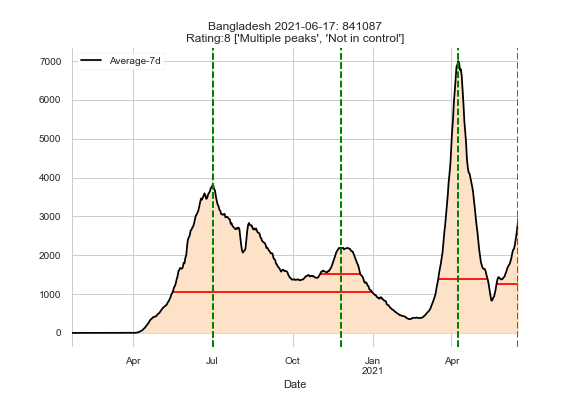 Bangladesh 2021-06-17: 841087
Rating:8 ['Multiple peaks', 'Not in control']
Average-7d
7000
6000
5000
4000
3000
2000
1000
0
Apr
Jul
Oct
Jan
2021
Apr
Date